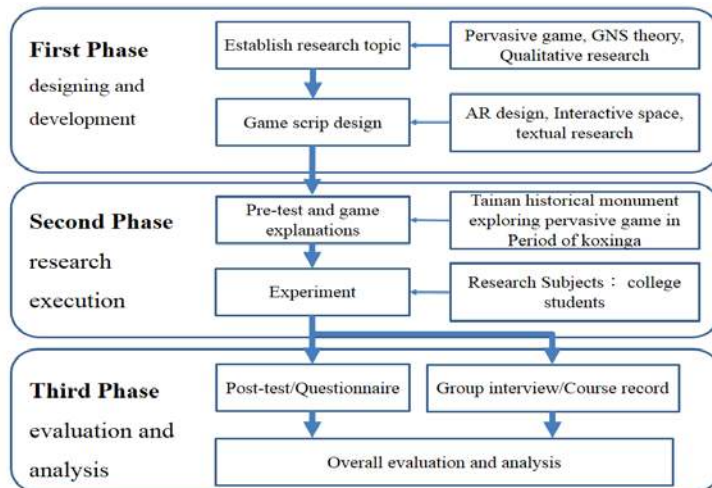 First Phase
designing and
development
Establish research topic
Pervasive game, GNS theory,
Qualitative research
Game scrip design
AR design, Interactive space,
textual research
Second Phase
research
execution
Pre-test and game
explanations
Tainan historical monument
exploring pervasive game in
Period of koxinga
Experiment
Research Subjects： college
students
Third Phase
evaluation and
analysis
Post-test/Questionnaire
Group interview/Course record
Overall evaluation and analysis